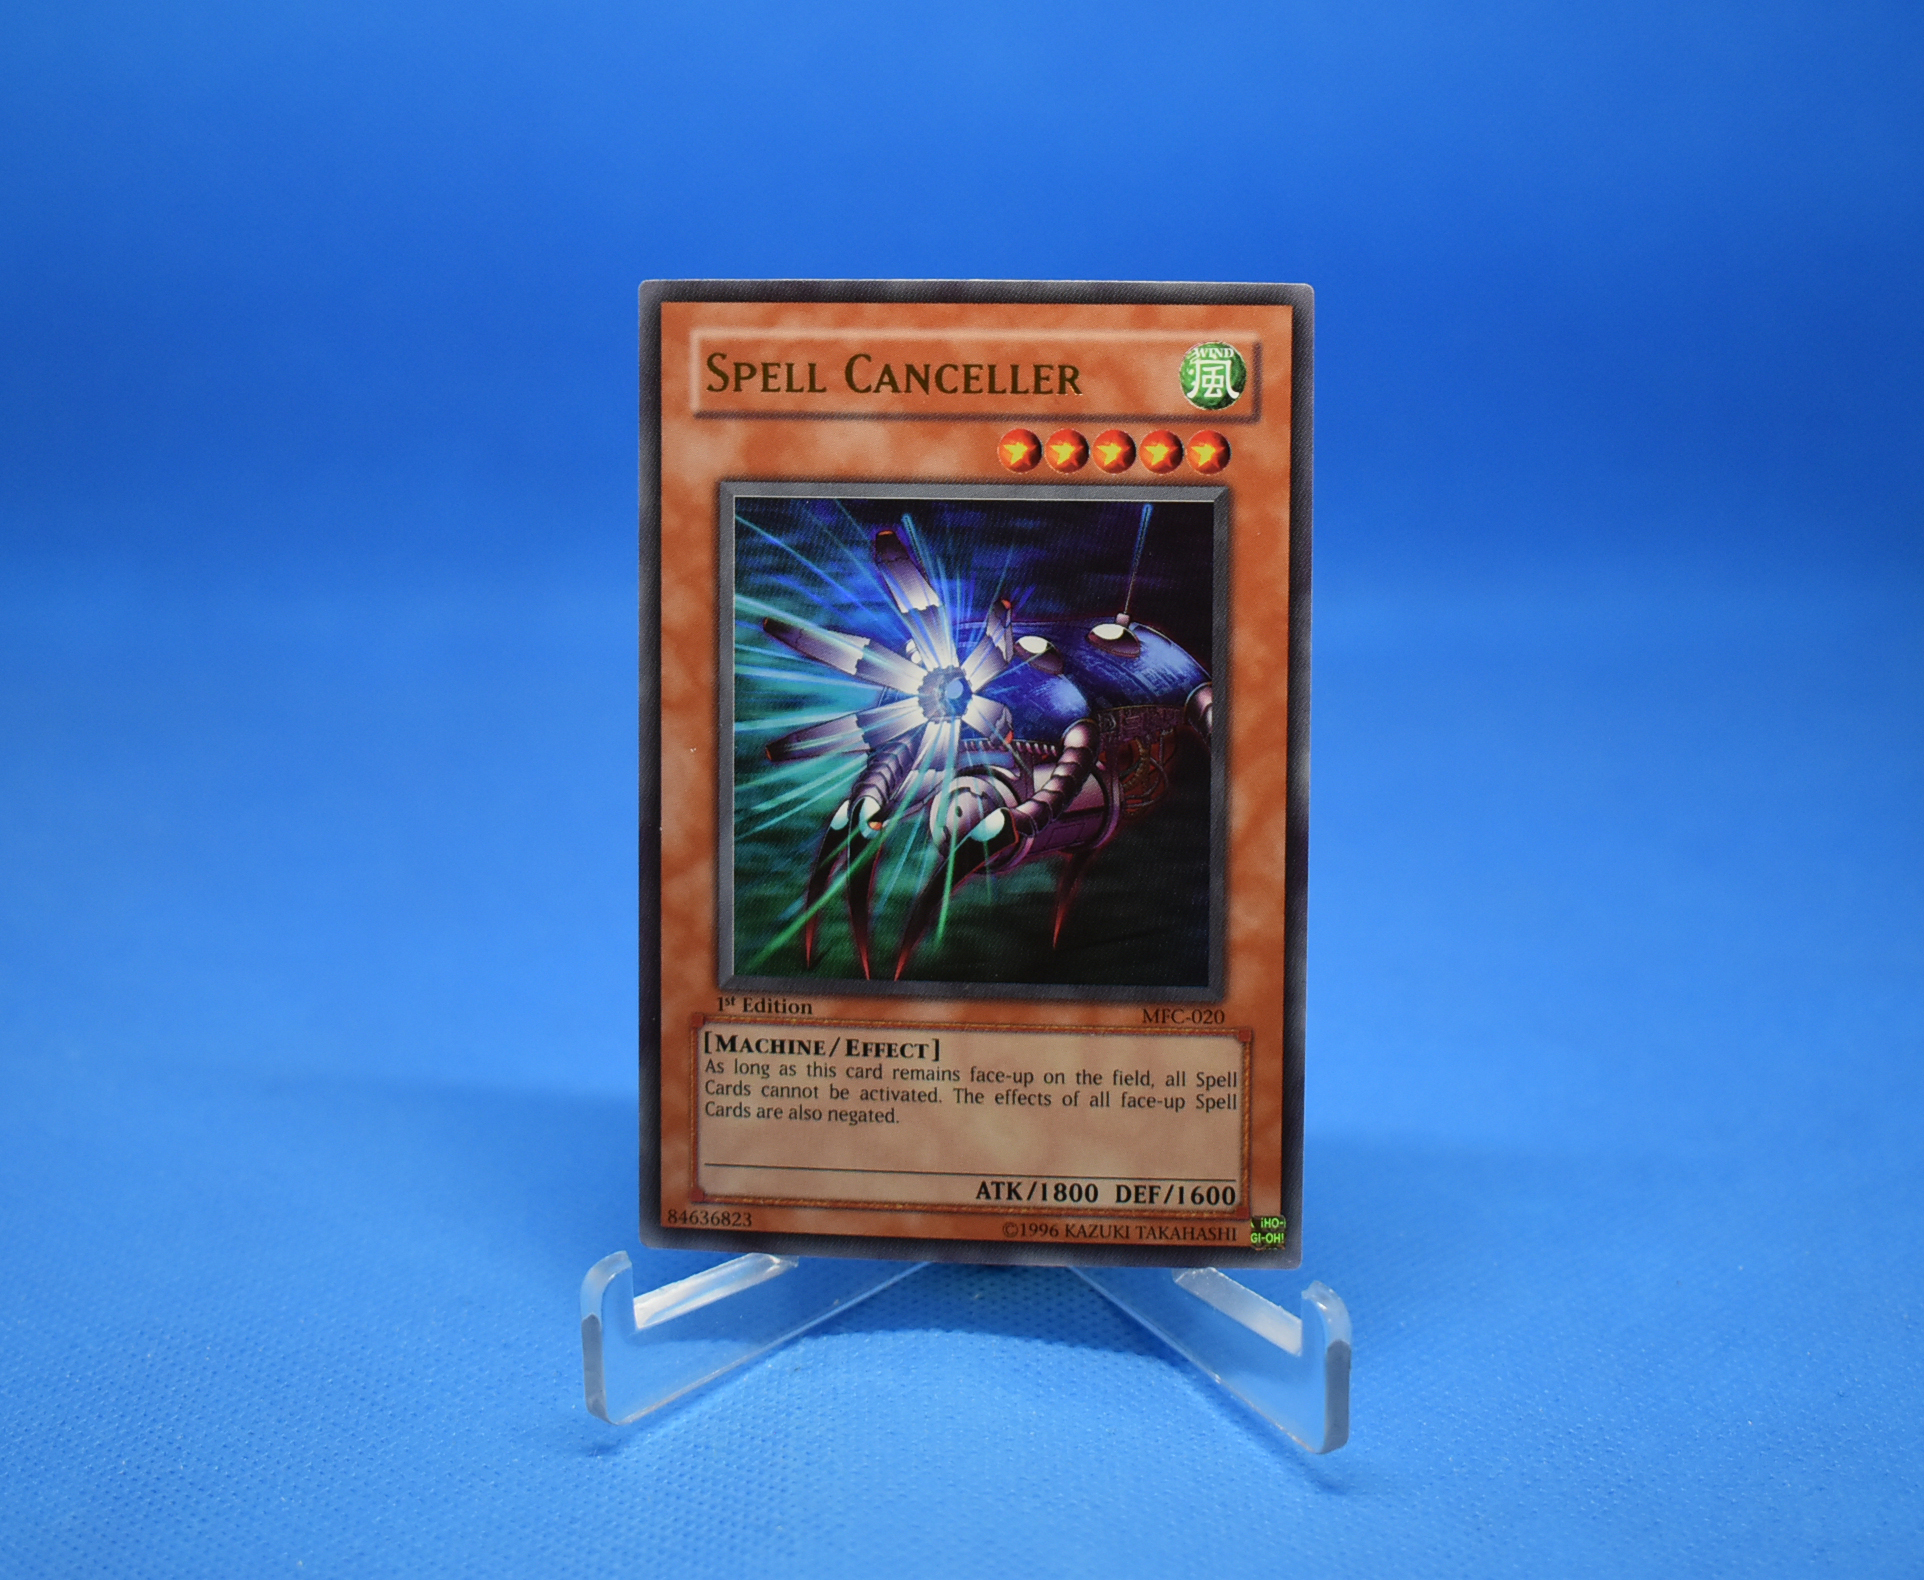 SPELL CANCELLER
WIND
風
1st Edition
MFC-020
[MACHINE/EFFECT]
As long as this card remains face-up on the field, all Spell
Cards cannot be activated. The effects of all face-up Spell
Cards are also negated.
ATK/1800 DEF/1600
84636823
©1996 KAZUKI TAKAHASHI
GI-OH!